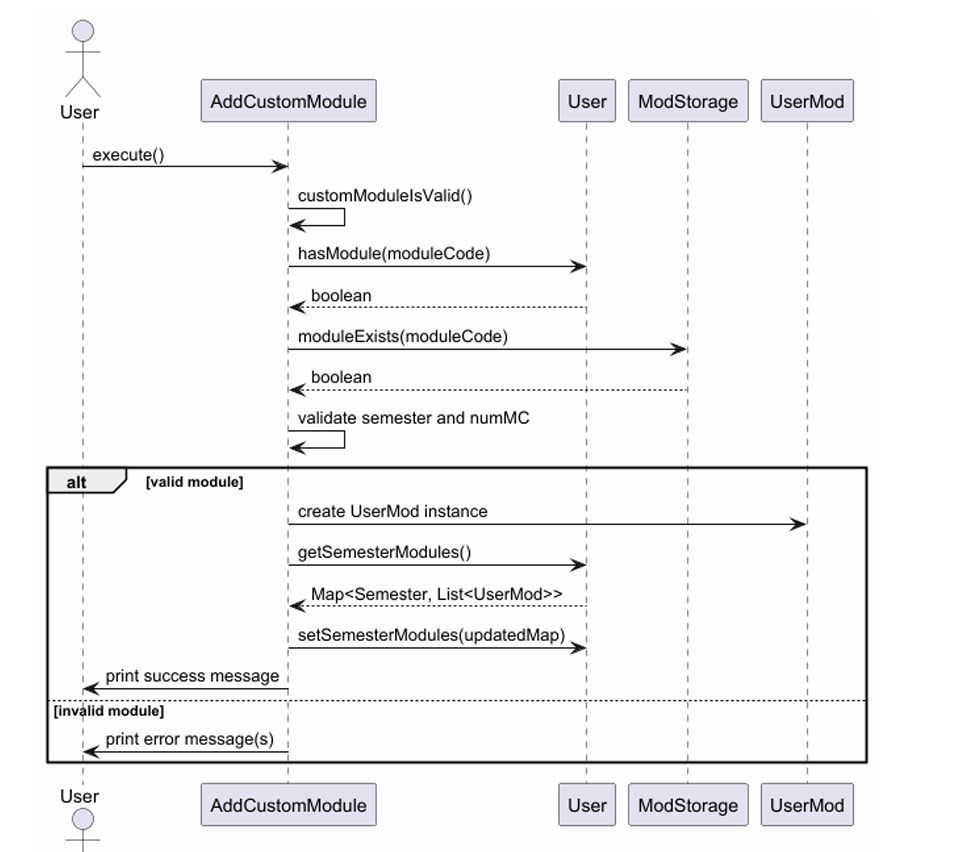 User
AddCustomModule
User
ModStorage
UserMod
execute()
customModuleIsValid()
hasModule(moduleCode)
boolean
moduleExists(moduleCode)
boolean
validate semester and numMC
alt
[valid module]
create UserMod instance
getSemesterModules()
Map<Semester, List<UserMod>>
setSemesterModules(updatedMap)
print success message
[invalid module]
print error message(s)
User
AddCustomModule
User
ModStorage
UserMod